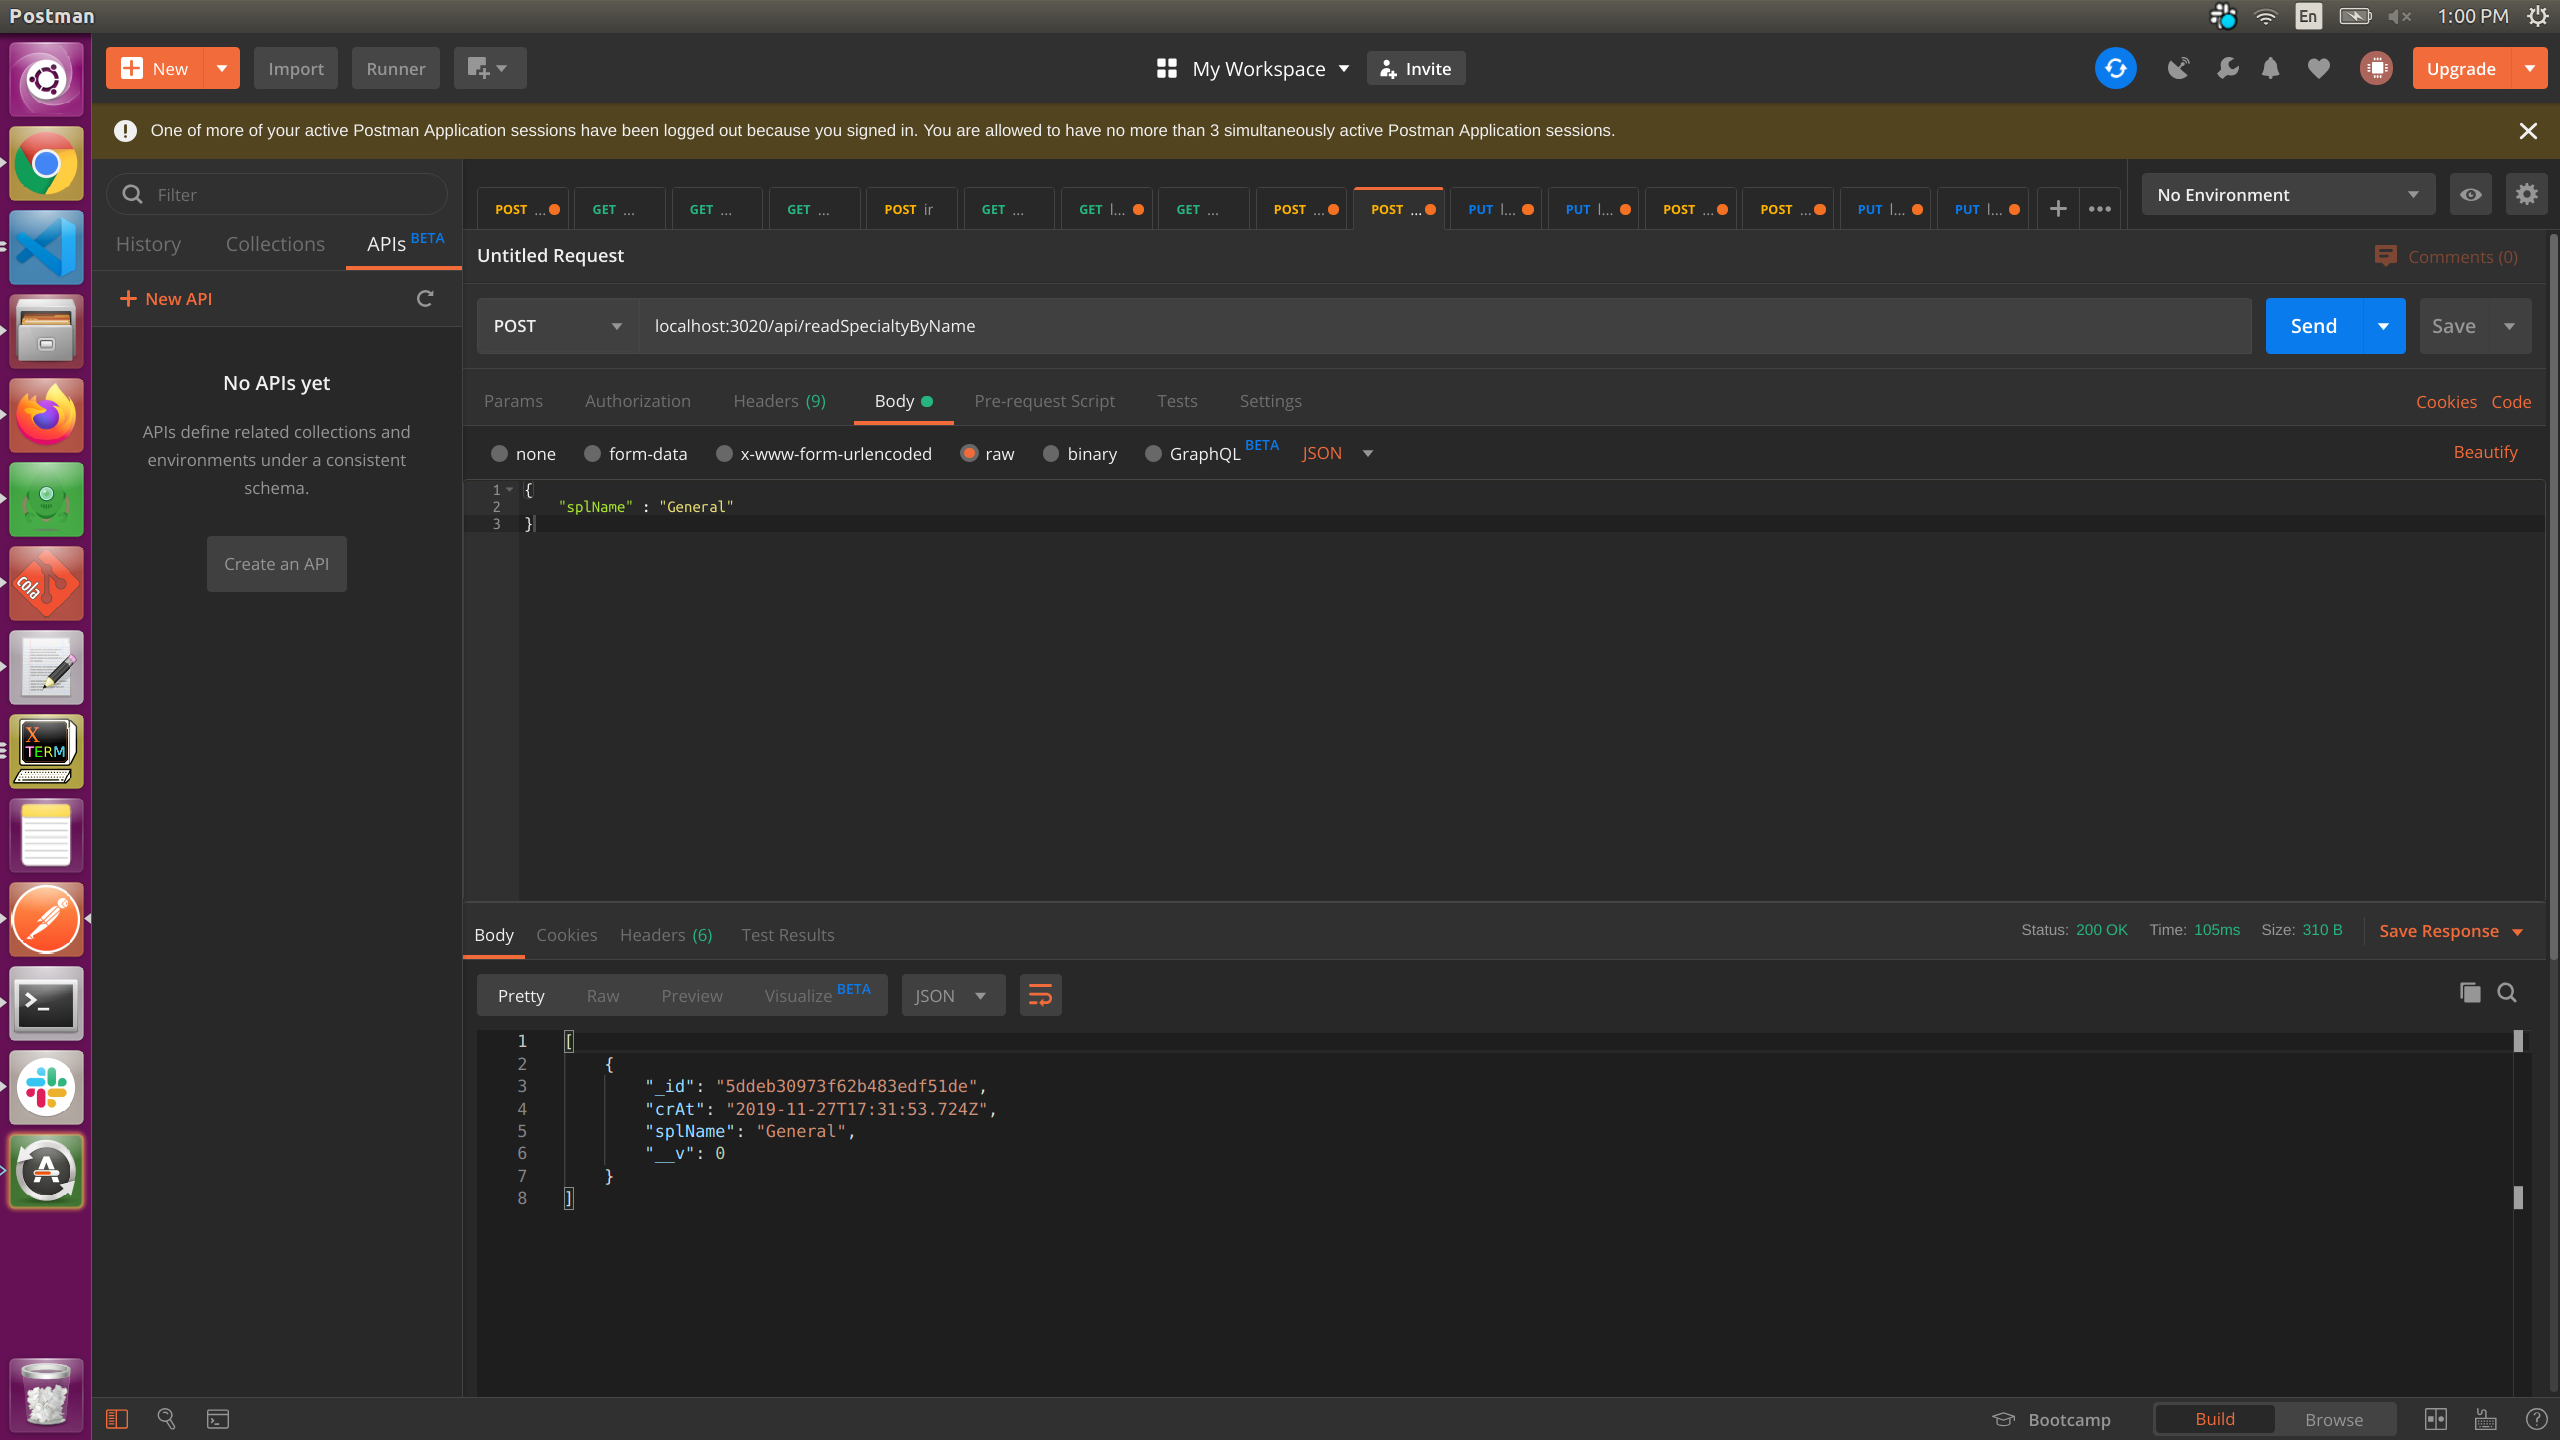 Postman
En
1:00 PM
New
Import
Runner
My Workspace
Invite
Upgrade
One of more of your active Postman Application sessions have been logged out because you signed in. You are allowed to have no more than 3 simultaneously active Postman Application sessions.
Filter
POST ... GET ... GET ... GET ... POST ir GET ... GET l... GET ... POST ... POST ... PUT l... PUT l... POST ... POST ... PUT l... PUT l...
No Environment
History
Collections
APIs BETA
Untitled Request
Comments (0)
New API
POST
localhost:3020/api/readSpecialtyByName
Send
Save
No APIs yet
APIs define related collections and
environments under a consistent
schema.
Create an API
Params
Authorization
Headers (9)
Body
Pre-request Script
Tests
Settings
Cookies
Code
none
form-data
x-www-form-urlencoded
raw
binary
GraphQL BETA
JSON
Beautify
1 {
2 "splName" : "General"
3 }
cola
X
TERM
Body
Cookies
Headers (6)
Test Results
Status: 200 OK
Time: 105ms
Size: 310 B
Save Response
Pretty
Raw
Preview
Visualize BETA
JSON
1 [
2 {
3 "_id": "5ddeb30973f62b483edf51de",
4 "crAt": "2019-11-27T17:31:53.724Z",
5 "splName": "General",
6 "__v": 0
7 }
8 ]
Bootcamp
Build
Browse